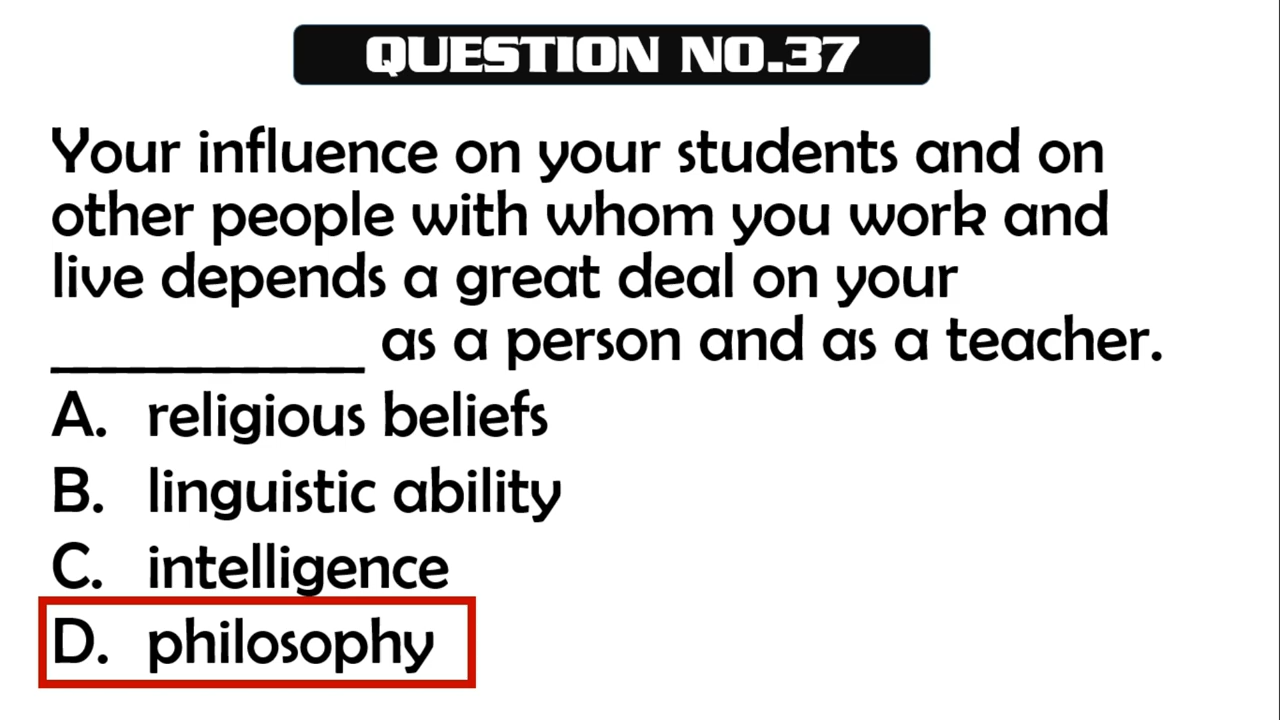 QUESTION NO.37
Your influence on your students and on
other people with whom you work and
live depends a great deal on your
____________ as a person and as a teacher.
A. religious beliefs
B. linguistic ability
C. intelligence
D. philosophy